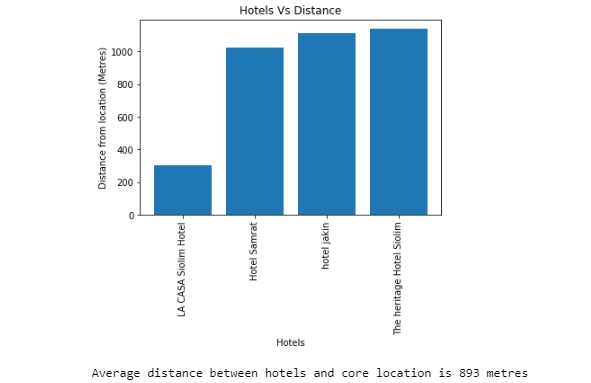 Hotels Vs Distance
Distance from location (Metres)
1000
800
600
400
200
0
LA CASA Siolim Hotel
Hotel Samrat
hotel jakin
The heritage Hotel Siolim
Hotels
Average distance between hotels and core location is 893 metres